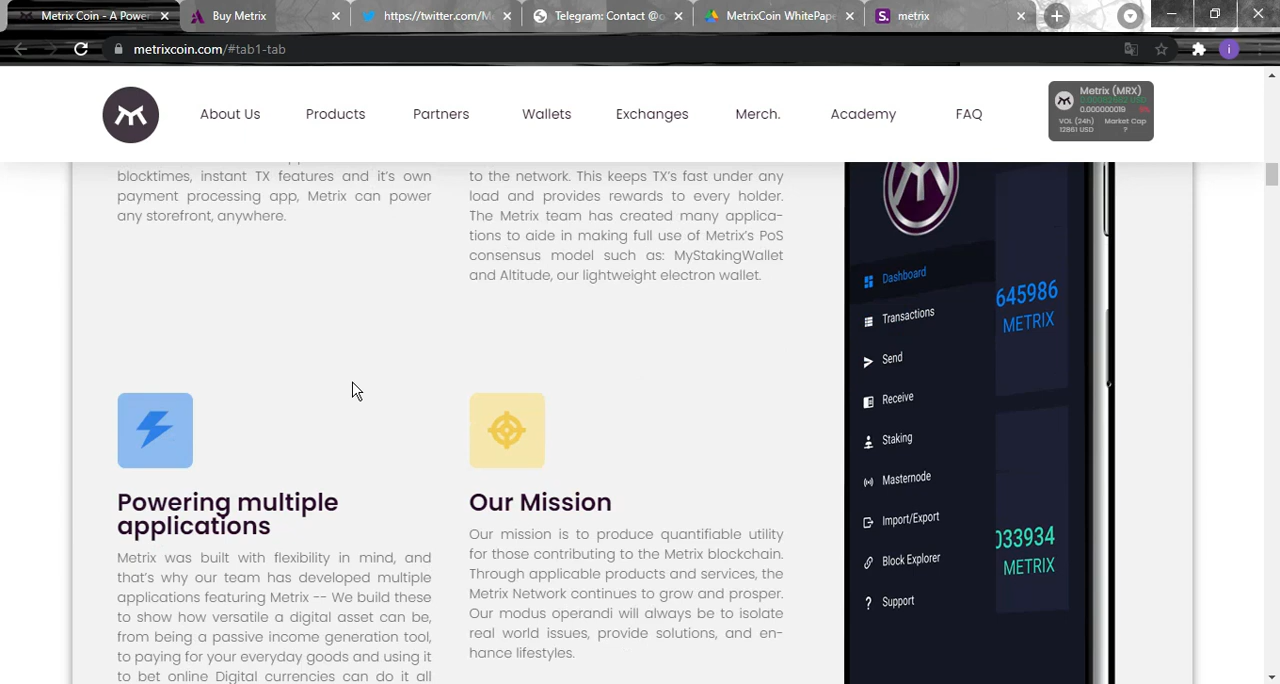 Metrix Coin - A Power
Buy Metrix
https://twitter.com/M
Telegram: Contact @
MetrixCoin WhitePape
metrix
metrixcoin.com/#tab1-tab
About Us
Products
Partners
Wallets
Exchanges
Merch.
Academy
FAQ
Metrix (MRX)
0.000000019
VOL (24h) Market Cap
12861 USD ?
blocktimes, instant TX features and it's own
payment processing app, Metrix can power
any storefront, anywhere.
to the network. This keeps TX's fast under any
load and provides rewards to every holder.
The Metrix team has created many applica-
tions to aide in making full use of Metrix's PoS
consensus model such as: MyStakingWallet
and Altitude, our lightweight electron wallet.
Powering multiple
applications
Metrix was built with flexibility in mind, and
that's why our team has developed multiple
applications featuring Metrix -- We build these
to show how versatile a digital asset can be,
from being a passive income generation tool,
to paying for your everyday goods and using it
to bet online Digital currencies can do it all
Our Mission
Our mission is to produce quantifiable utility
for those contributing to the Metrix blockchain.
Through applicable products and services, the
Metrix Network continues to grow and prosper.
Our modus operandi will always be to isolate
real world issues, provide solutions, and en-
hance lifestyles.
Dashboard
Transactions
Send
Receive
Staking
Masternode
Import/Export
Block Explorer
Support
645986
METRIX
033934
METRIX